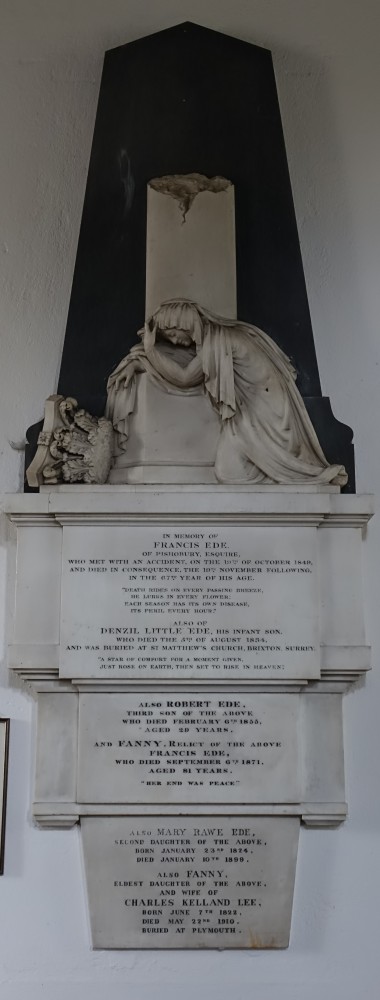 IN MEMORY OF
FRANCIS EDE,
OF PISHOBURY, ESQUIRE,
WHO MET WITH AN ACCIDENT, ON THE OF OCTOBER
AND DIED IN CONSEQUENCE, THE NOVEMBER FOLLOWING,
IN THE 67TH YEAR OF HIS AGE.
"DEATH RIDES ON EVERY PASSING BREEZE,
HE LURKS IN EVERY FLOWER,
EACH SEASON HAS ITS OWN DISEASE,
ITS PERIL EVERY HOUR."
ALSO OF
DENZIL LITTLE EDE, HIS INFANT SON,
WHO DIED THE 5TH OF AUGUST 1834,
AND WAS BURIED AT ST MATTHEW'S CHURCH, BRIXTON, SURREY.
"A STAR OF COMFORT FOR A MOMENT GIVEN,
JUST ROSE ON EARTH, THEN SET TO RISE IN HEAVEN."
ALSO ROBERT EDE,
THIRD SON OF THE ABOVE
WHO DIED FEBRUARY 6TH 1855,
AGED 29 YEARS.
AND FANNY, RELICT OF THE ABOVE
FRANCIS EDE,
WHO DIED SEPTEMBER 6TH 1871,
AGED 81 YEARS.
"HER END WAS PEACE"
ALSO MARY RAWE EDE,
SECOND DAUGHTER OF THE ABOVE,
BORN JANUARY 23RD 1824,
DIED JANUARY 10TH 1899.
ALSO FANNY,
ELDEST DAUGHTER OF THE ABOVE,
AND WIFE OF
CHARLES KELLAND LEE,
BORN JUNE 7TH 1822,
DIED MAY 22ND 1910.
BURIED AT PLYMOUTH.